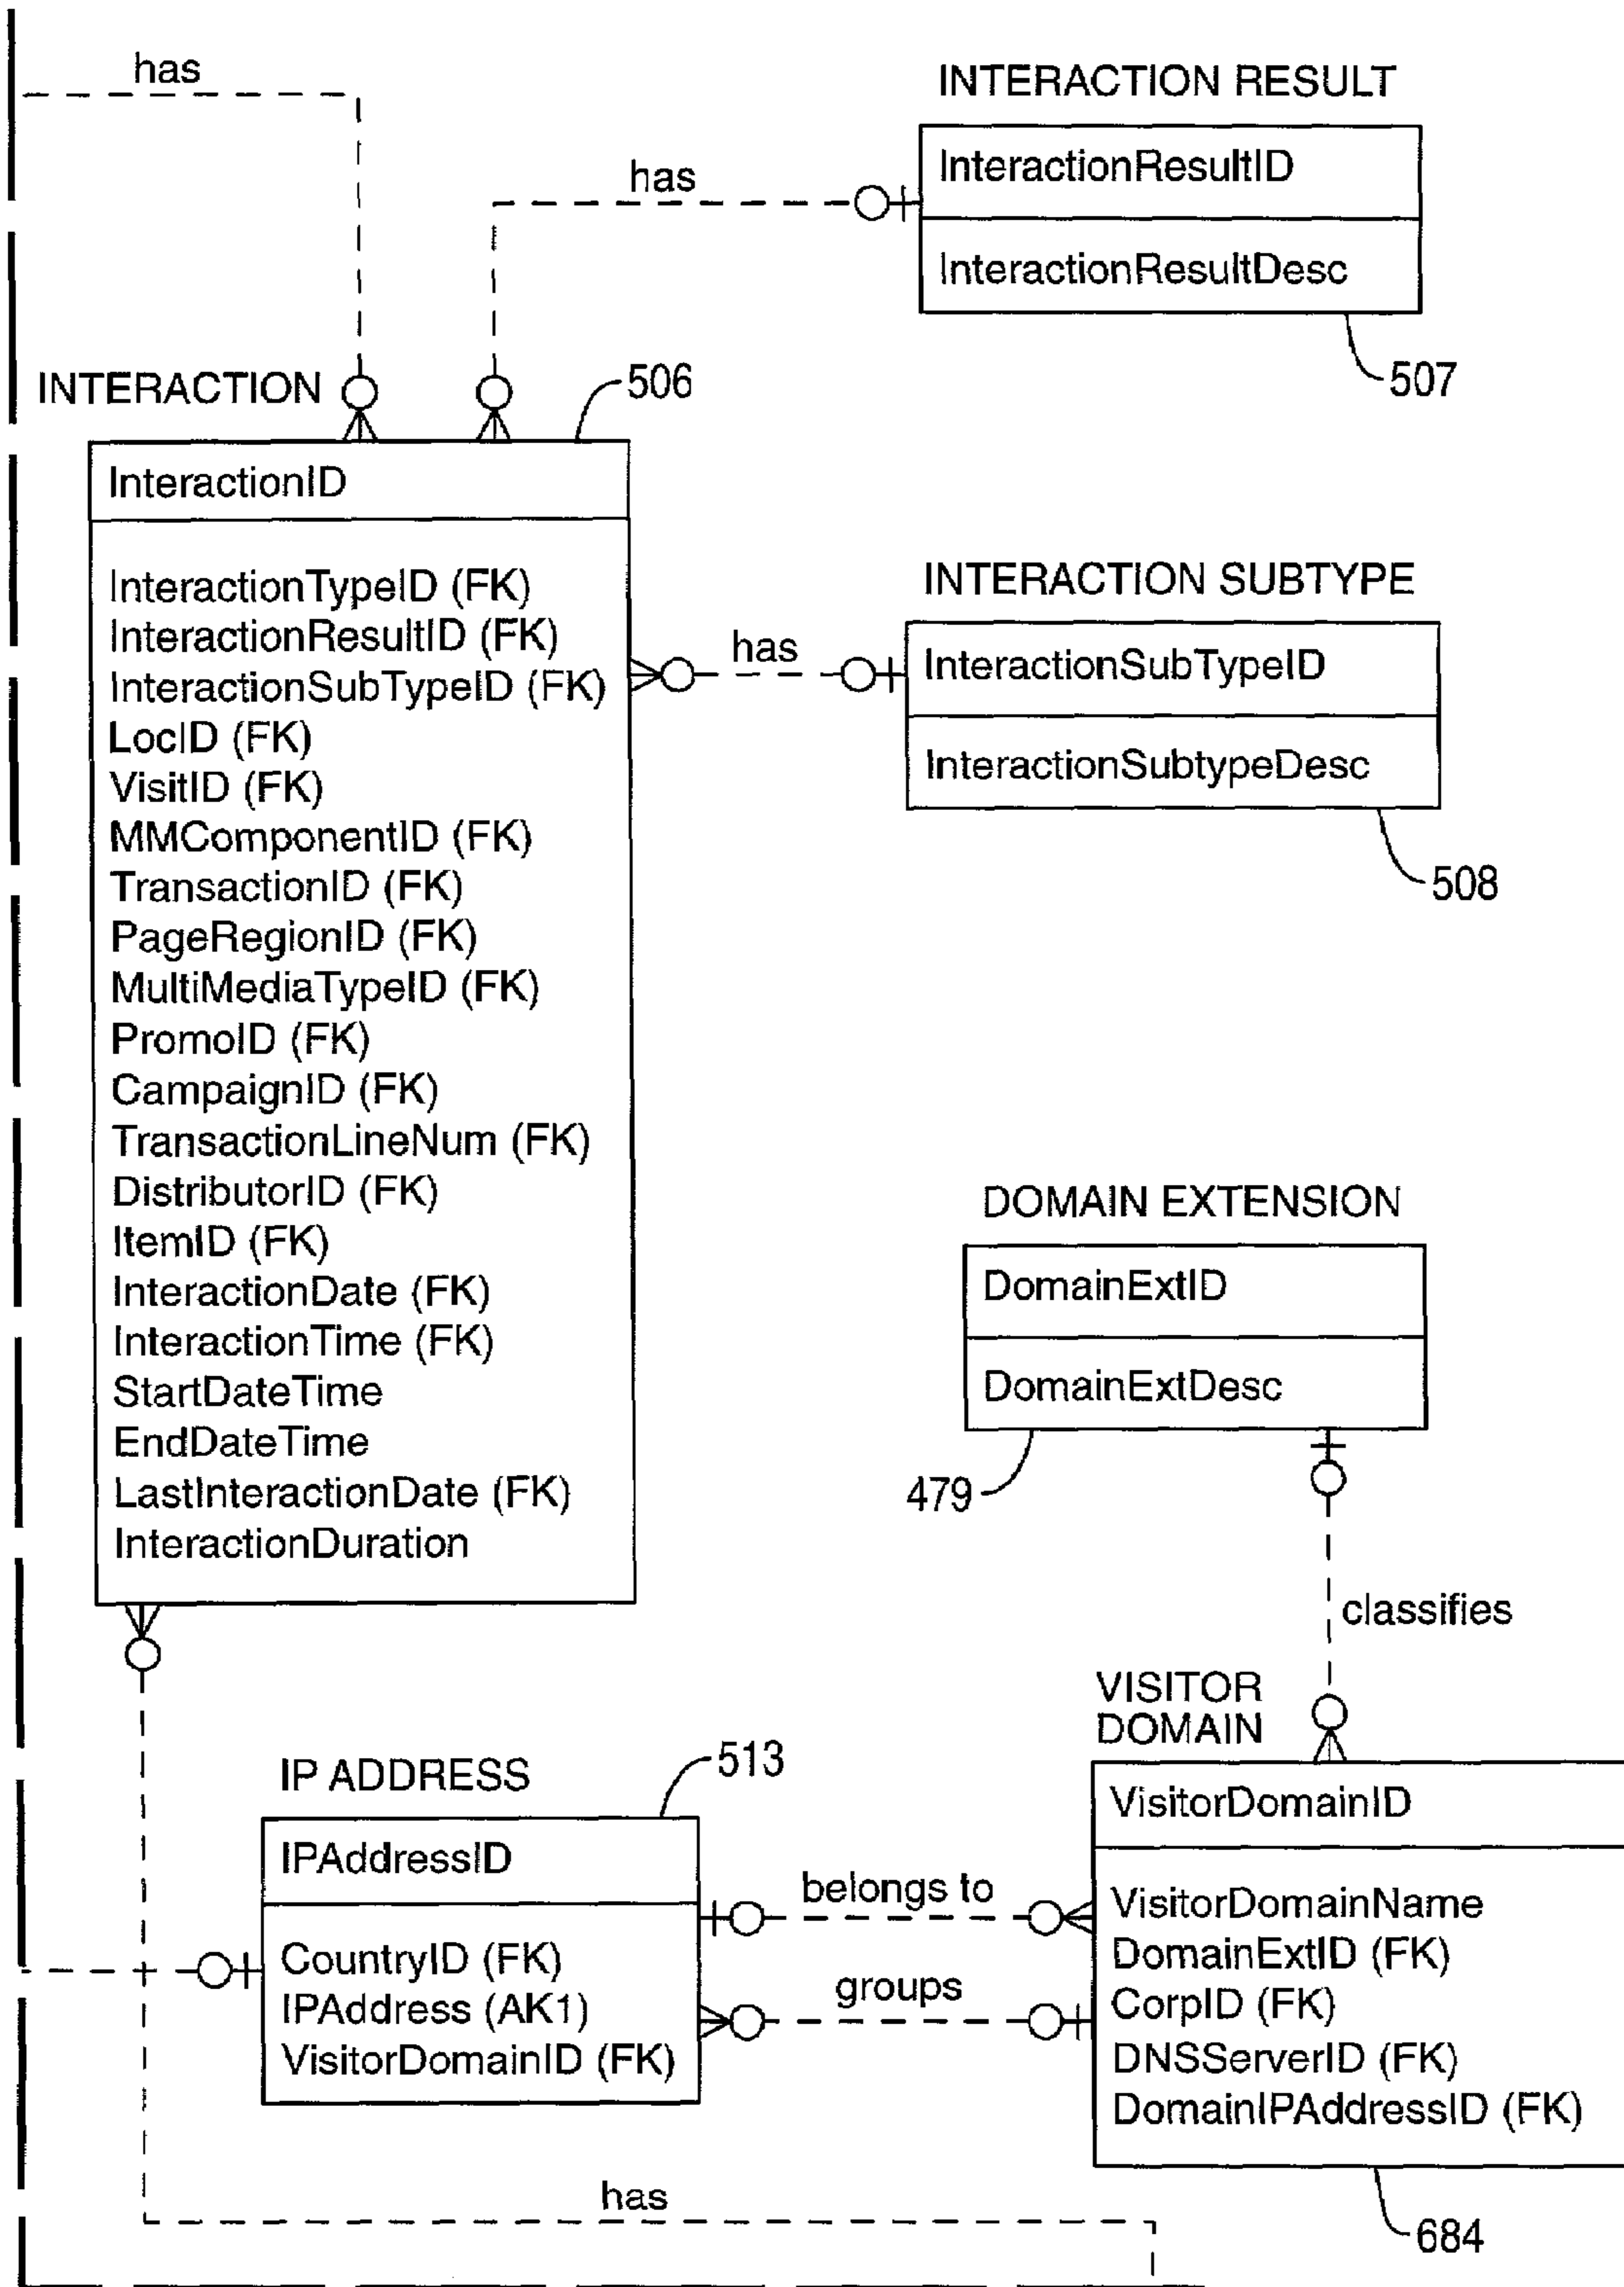 has
INTERACTION RESULT
InteractionResultID
InteractionResultDesc
has
507
INTERACTION
506
InteractionID
InteractionTypeID (FK)
InteractionResultID (FK)
InteractionSubTypeID (FK)
LocID (FK)
VisitID (FK)
MMComponentID (FK)
TransactionID (FK)
PageRegionID (FK)
MultiMediaTypeID (FK)
PromoID (FK)
CampaignID (FK)
TransactionLineNum (FK)
DistributorID (FK)
ItemID (FK)
InteractionDate (FK)
InteractionTime (FK)
StartDateTime
EndDateTime
LastInteractionDate (FK)
InteractionDuration
has
INTERACTION SUBTYPE
InteractionSubTypeID
InteractionSubtypeDesc
508
DOMAIN EXTENSION
DomainExtID
DomainExtDesc
479
classifies
VISITOR
DOMAIN
VisitorDomainID
VisitorDomainName
DomainExtID (FK)
CorpID (FK)
DNSServerID (FK)
DomainIPAddressID (FK)
684
IP ADDRESS
513
IPAddressID
CountryID (FK)
IPAddress (AK1)
VisitorDomainID (FK)
belongs to
groups
has